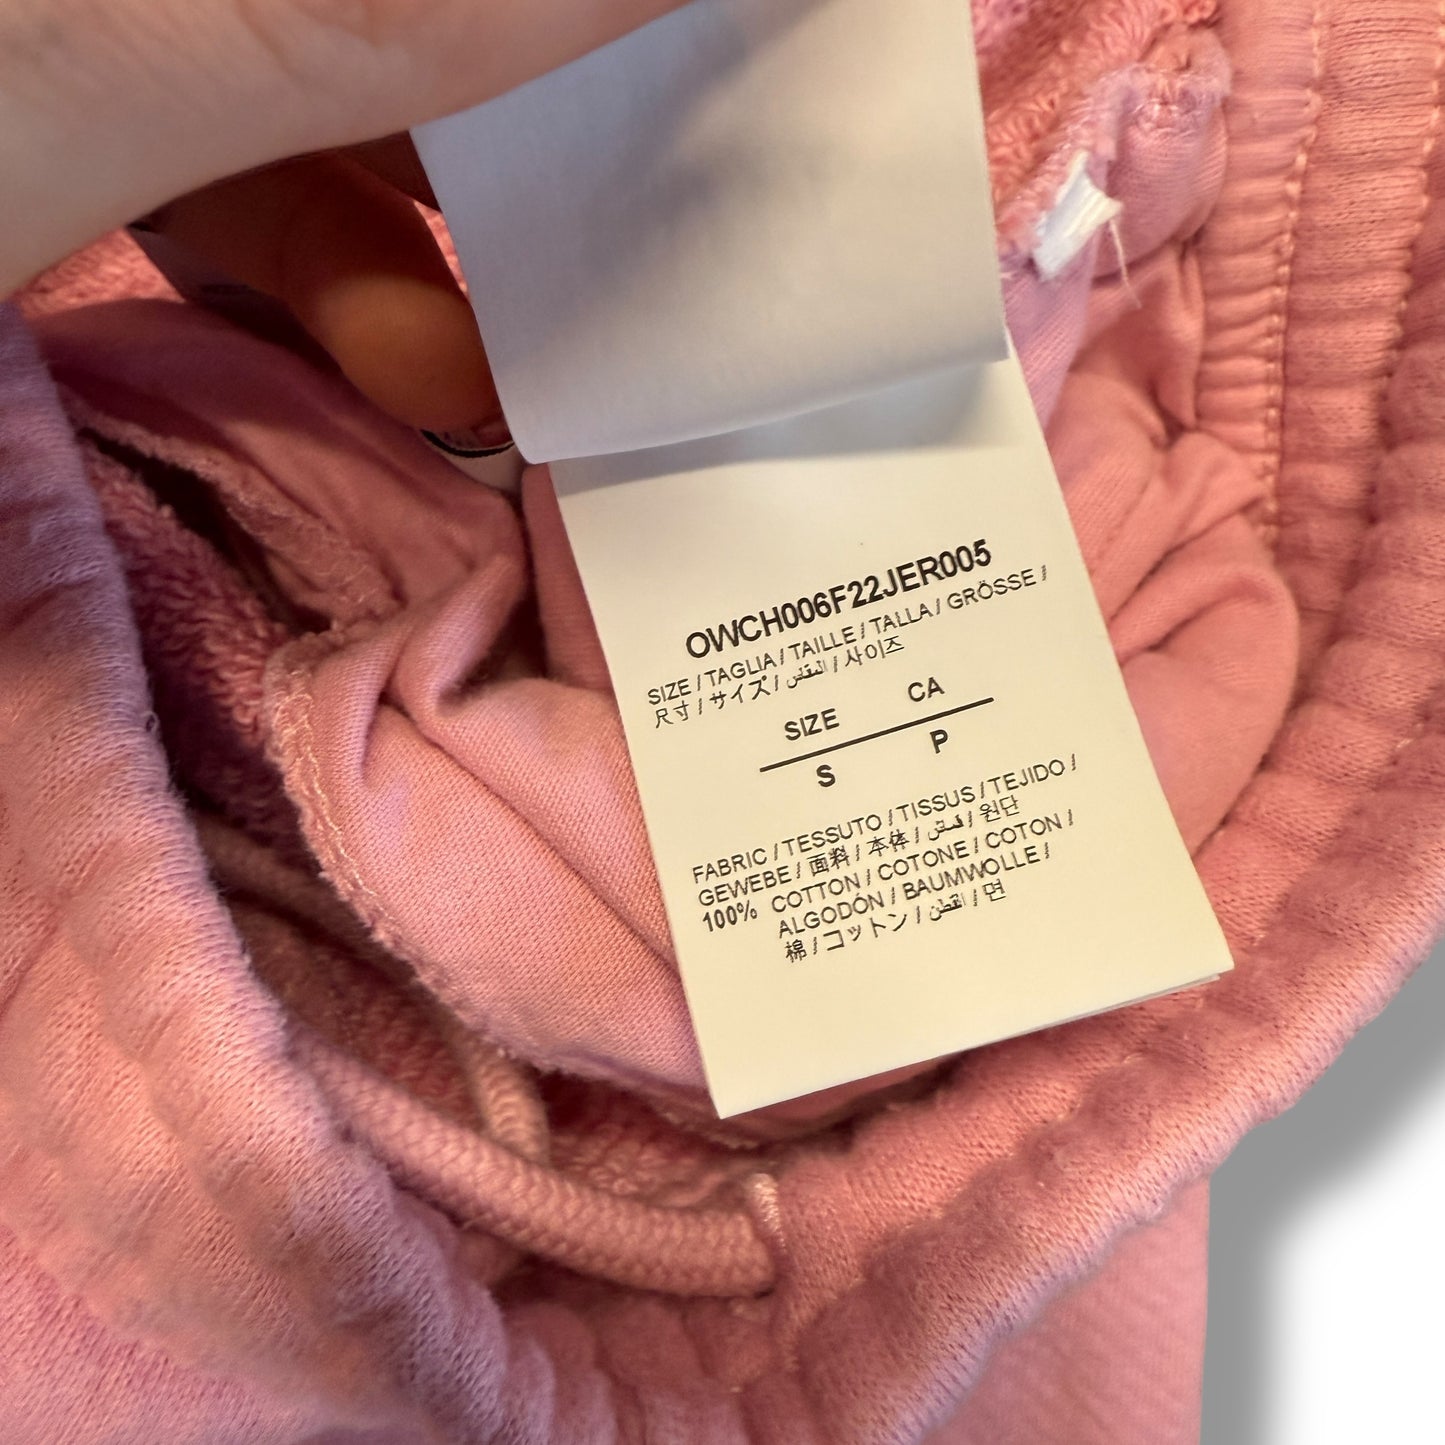 OWCH006F22JER005
SIZE / TAGLIA / TAILLE / TALLA / GRÖSSE /
尺寸 / サイズ / المقاس / 사이즈
SIZE CA
S P
FABRIC / TESSUTO / TISSUS / TEJIDO /
GEWEBE / 面料 / 本体 / قماش / 원단
100% COTTON / COTONE / COTON /
ALGODÓN / BAUMWOLLE /
棉 / コットン / القطن / 면